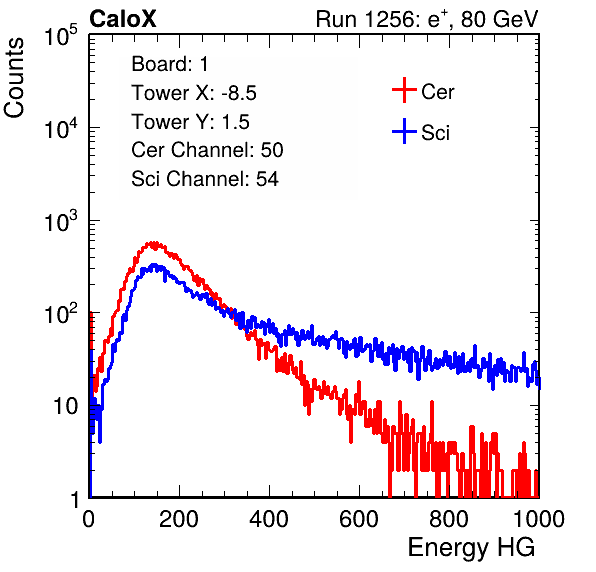 CaloX Run 1256: e⁺, 80 GeV
Counts
Board: 1
Tower X: -8.5
Tower Y: 1.5
Cer Channel: 50
Sci Channel: 54
Cer
Sci
10⁵
10⁴
10³
10²
10
1
0 200 400 600 800 1000
Energy HG